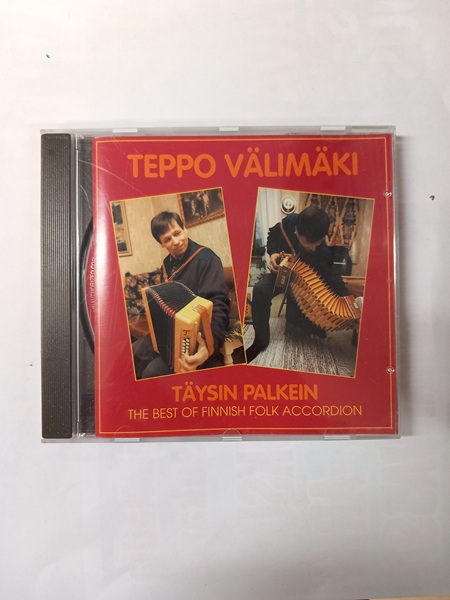 TEPPO VÄLIMÄKI
TÄYSIN PALKEIN
THE BEST OF FINNISH FOLK ACCORDION